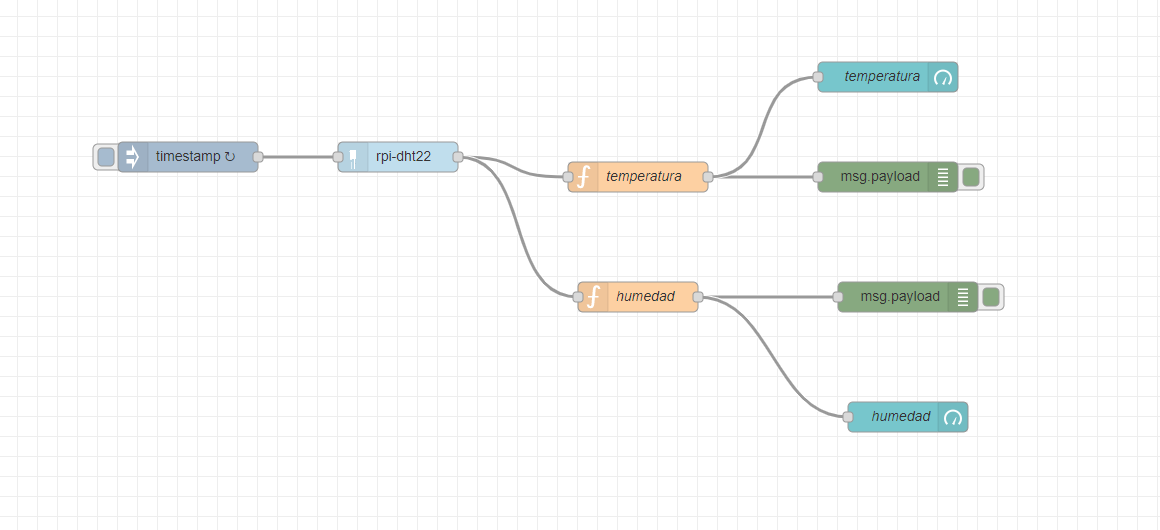 temperatura
timestamp ↻
rpi-dht22
temperatura
msg.payload
humedad
msg.payload
humedad